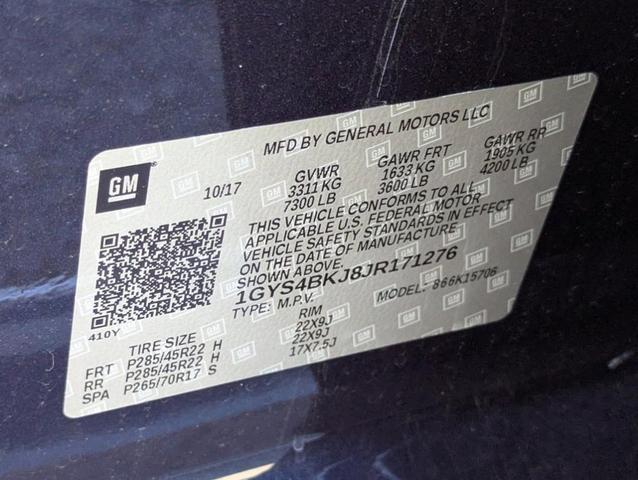 MFD BY GENERAL MOTORS LLC
GM
10/17
GVWR GAWR FRT GAWR RR
3311 KG 1633 KG 1905 KG
7300 LB 3600 LB 4200 LB
THIS VEHICLE CONFORMS TO ALL
APPLICABLE U.S. FEDERAL MOTOR
VEHICLE SAFETY STANDARDS IN EFFECT
ON THE DATE OF MANUFACTURE
SHOWN ABOVE.
1GYS4BKJ8JR171276
TYPE: M.P.V. MODEL: 866K15706
410Y
TIRE SIZE RIM
FRT P285/45R22 H 22X9J
RR P285/45R22 H 22X9J
SPA P265/70R17 S 17X7.5J